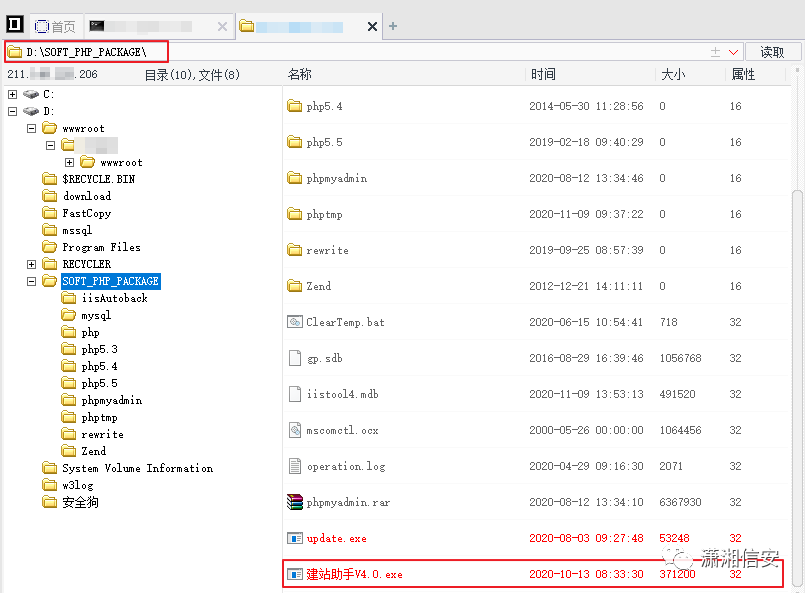 首页
D:\SOFT_PHP_PACKAGE\
读取
211. .206 目录(10),文件(8) 名称 时间 大小 属性
C:
D:
wwwroot
wwwroot
$RECYCLE.BIN
download
FastCopy
mssql
Program Files
RECYCLER
SOFT_PHP_PACKAGE
iisAutoback
mysql
php
php5.3
php5.4
php5.5
phpmyadmin
phptmp
rewrite
Zend
System Volume Information
w3log
安全狗
php5.4 2014-05-30 11:28:56 0 16
php5.5 2019-02-18 09:40:29 0 16
phpmyadmin 2020-08-12 13:34:46 0 16
phptmp 2020-11-09 09:37:22 0 16
rewrite 2019-09-25 08:57:39 0 16
Zend 2012-12-21 14:11:11 0 16
ClearTemp.bat 2020-06-15 10:54:41 718 32
gp.sdb 2016-08-29 16:39:46 1056768 32
iistool4.mdb 2020-11-09 13:53:13 491520 32
mscomctl.ocx 2000-05-26 00:00:00 1064456 32
operation.log 2020-04-29 09:16:30 2071 32
phpmyadmin.rar 2020-08-12 13:34:10 6367930 32
update.exe 2020-08-03 09:27:48 53248 32
建站助手V4.0.exe 2020-10-13 08:33:30 371200 32
潇湘信安